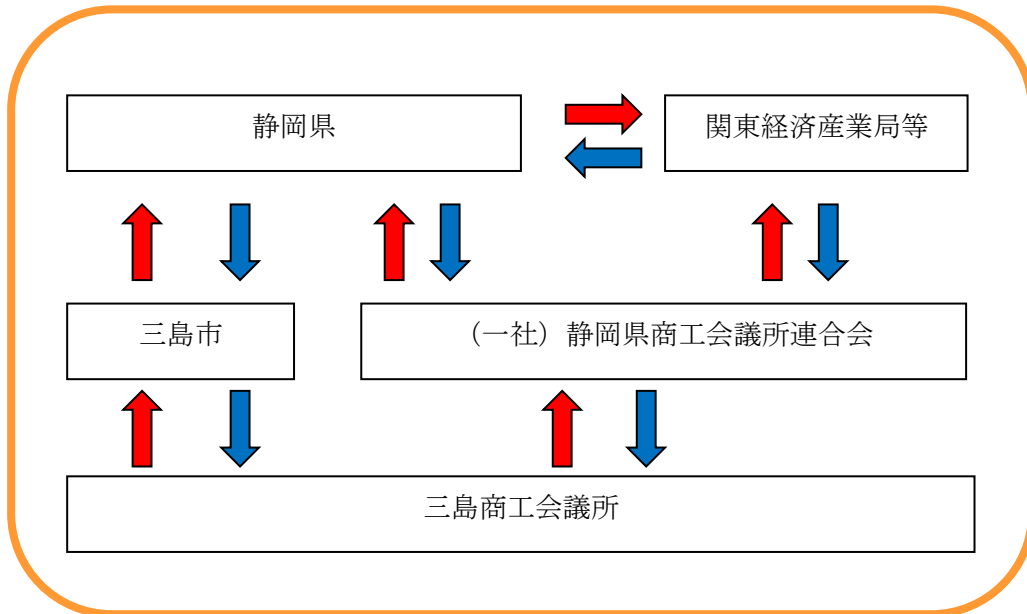 静岡県
関東経済産業局等
三島市
（一社）静岡県商工会議所連合会
三島商工会議所